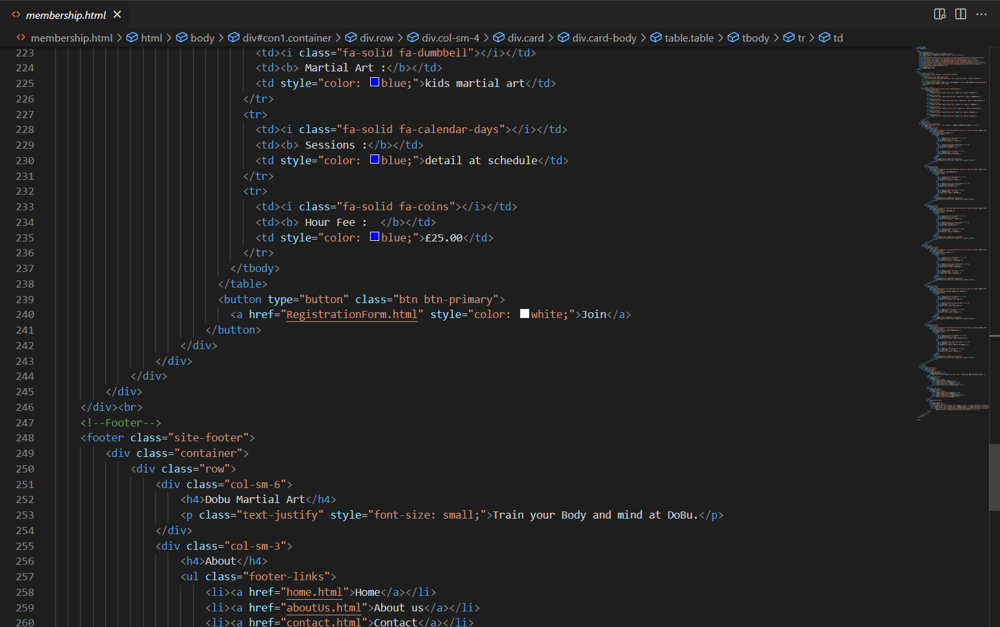 membership.html
membership.html > html > body > div#con1.container > div.row > div.col-sm-4 > div.card > div.card-body > table.table > tbody > tr > td
223 <td><i class="fa-solid fa-dumbbell"></i></td>
224 <td><b> Martial Art :</b></td>
225 <td style="color: blue;">kids martial art</td>
226 </tr>
227 <tr>
228 <td><i class="fa-solid fa-calendar-days"></i></td>
229 <td><b> Sessions :</b></td>
230 <td style="color: blue;">detail at schedule</td>
231 </tr>
232 <tr>
233 <td><i class="fa-solid fa-coins"></i></td>
234 <td><b> Hour Fee :  </b></td>
235 <td style="color: blue;">£25.00</td>
236 </tr>
237 </tbody>
238 </table>
239 <button type="button" class="btn btn-primary">
240 <a href="RegistrationForm.html" style="color: white;">Join</a>
241 </button>
242 </div>
243 </div>
244 </div>
245 </div>
246 </div><br>
247 <!--Footer-->
248 <footer class="site-footer">
249 <div class="container">
250 <div class="row">
251 <div class="col-sm-6">
252 <h4>Dobu Martial Art</h4>
253 <p class="text-justify" style="font-size: small;">Train your Body and mind at DoBu.</p>
254 </div>
255 <div class="col-sm-3">
256 <h4>About</h4>
257 <ul class="footer-links">
258 <li><a href="home.html">Home</a></li>
259 <li><a href="aboutUs.html">About us</a></li>
260 <li><a href="contact.html">Contact</a></li>